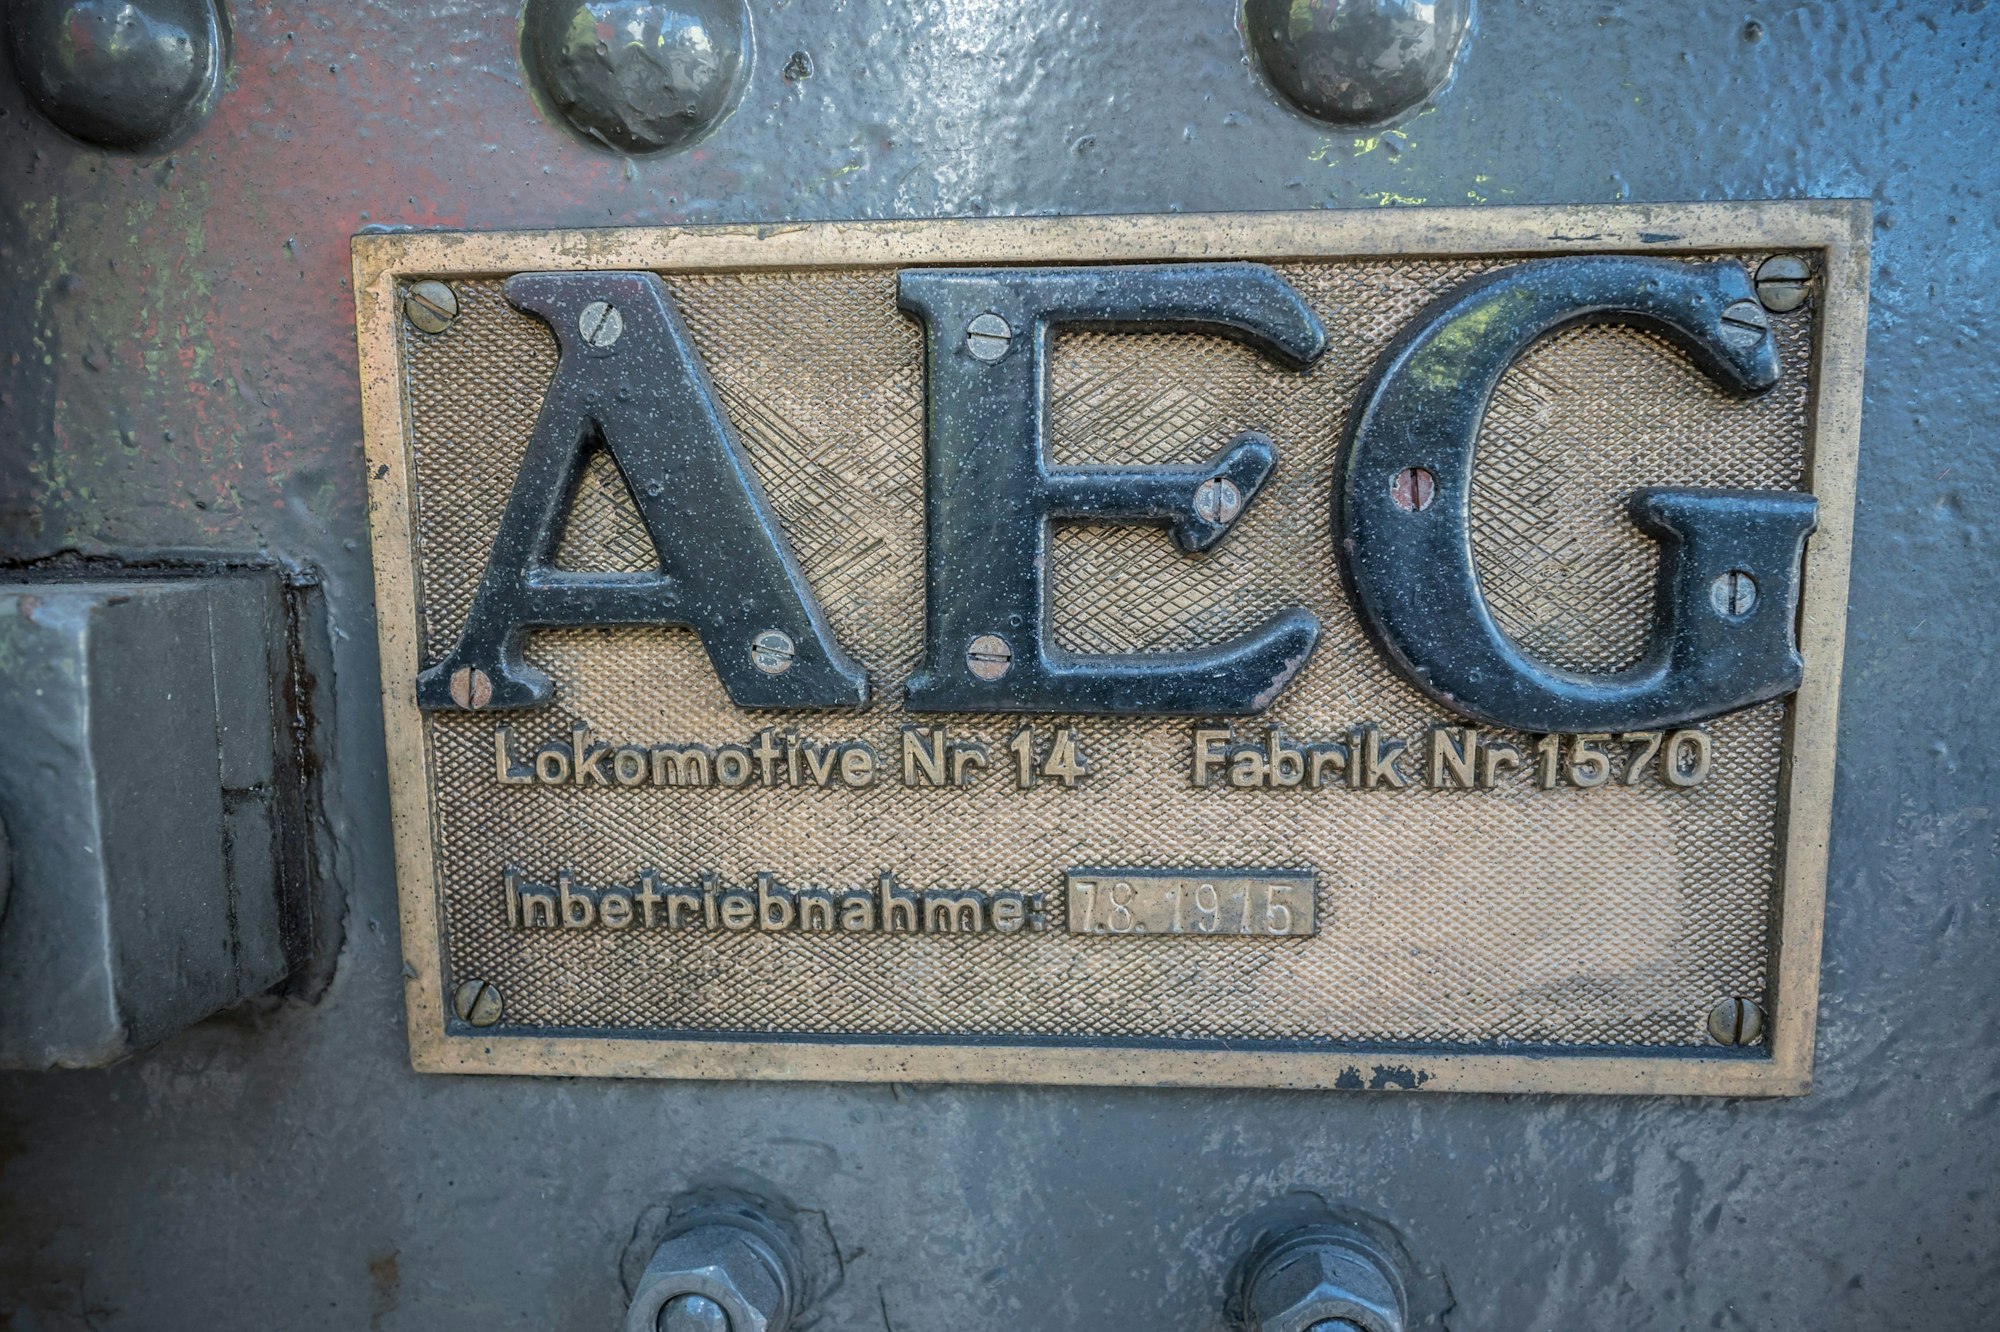 AEG
Lokomotive Nr 14 Fabrik Nr 1570
Inbetriebnahme: 7.8.1915